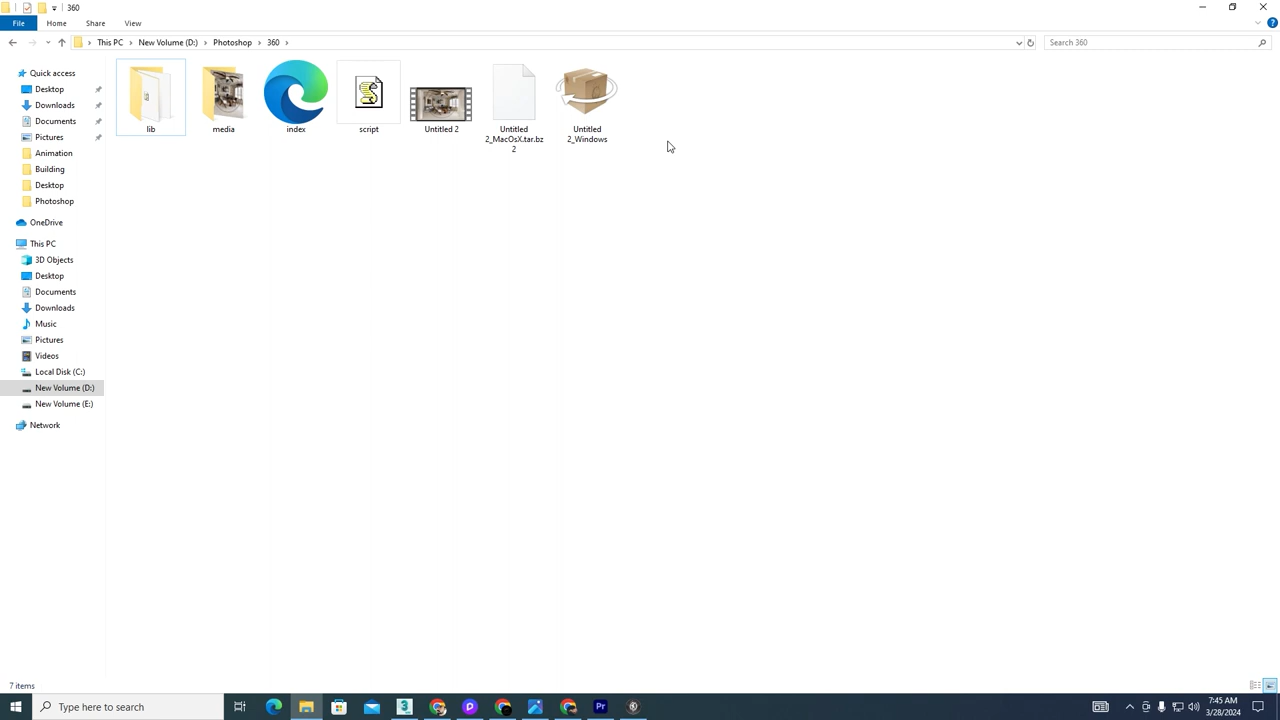 360
File
Home
Share
View
This PC
New Volume (D:)
Photoshop
360
Search 360
Quick access
Desktop
Downloads
Documents
Pictures
Animation
Building
Desktop
Photoshop
OneDrive
This PC
3D Objects
Desktop
Documents
Downloads
Music
Pictures
Videos
Local Disk (C:)
New Volume (D:)
New Volume (E:)
Network
lib
media
index
script
Untitled 2
Untitled
2_MacOsX.tar.bz
2
Untitled
2_Windows
7 items
Type here to search
3
Pr
7:45 AM
3/28/2024